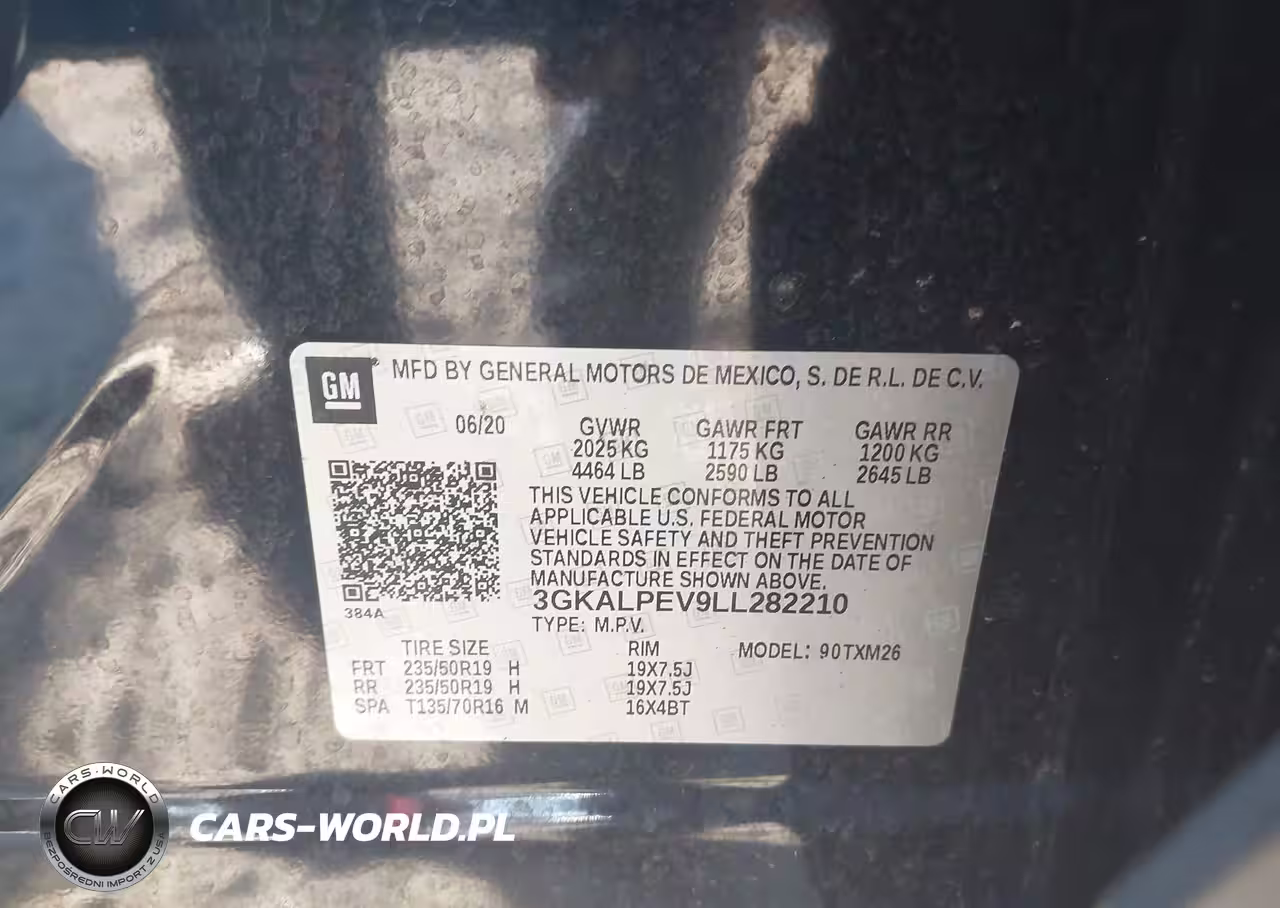 GM
MFD BY GENERAL MOTORS DE MEXICO, S. DE R.L. DE C.V.
06/20 GVWR GAWR FRT GAWR RR
2025 KG 1175 KG 1200 KG
4464 LB 2590 LB 2645 LB
THIS VEHICLE CONFORMS TO ALL
APPLICABLE U.S. FEDERAL MOTOR
VEHICLE SAFETY AND THEFT PREVENTION
STANDARDS IN EFFECT ON THE DATE OF
MANUFACTURE SHOWN ABOVE.
384A
3GKALPEV9LL282210
TYPE: M.P.V.
TIRE SIZE RIM MODEL: 90TXM26
FRT 235/50R19 H 19X7.5J
RR 235/50R19 H 19X7.5J
SPA T135/70R16 M 16X4BT
CARS-WORLD
CW
BEZPOŚREDNI IMPORT Z USA
CARS-WORLD.PL